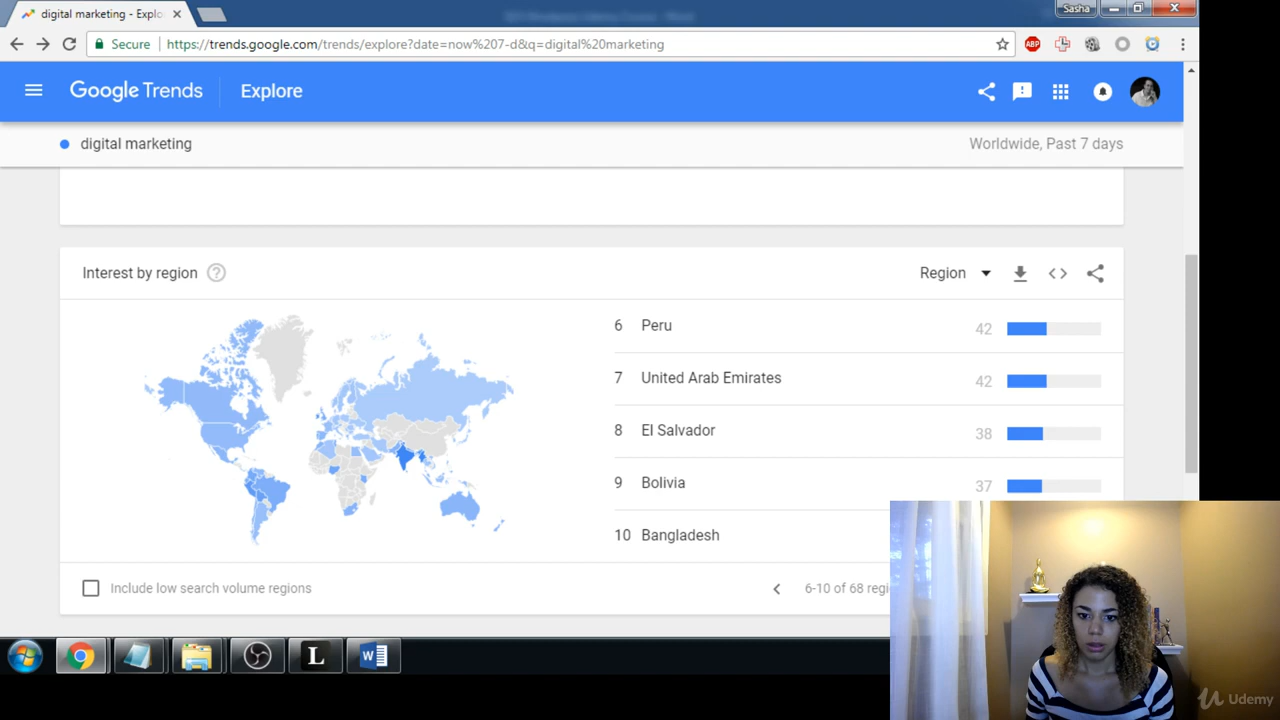 digital marketing - Explo
Sasha
Secure
https://trends.google.com/trends/explore?date=now%207-d&q=digital%20marketing
ABP
Google Trends
Explore
digital marketing
Worldwide, Past 7 days
Interest by region
?
Region
6 Peru 42
7 United Arab Emirates 42
8 El Salvador 38
9 Bolivia 37
10 Bangladesh
Include low search volume regions
6-10 of 68 regi
L
W
Udemy